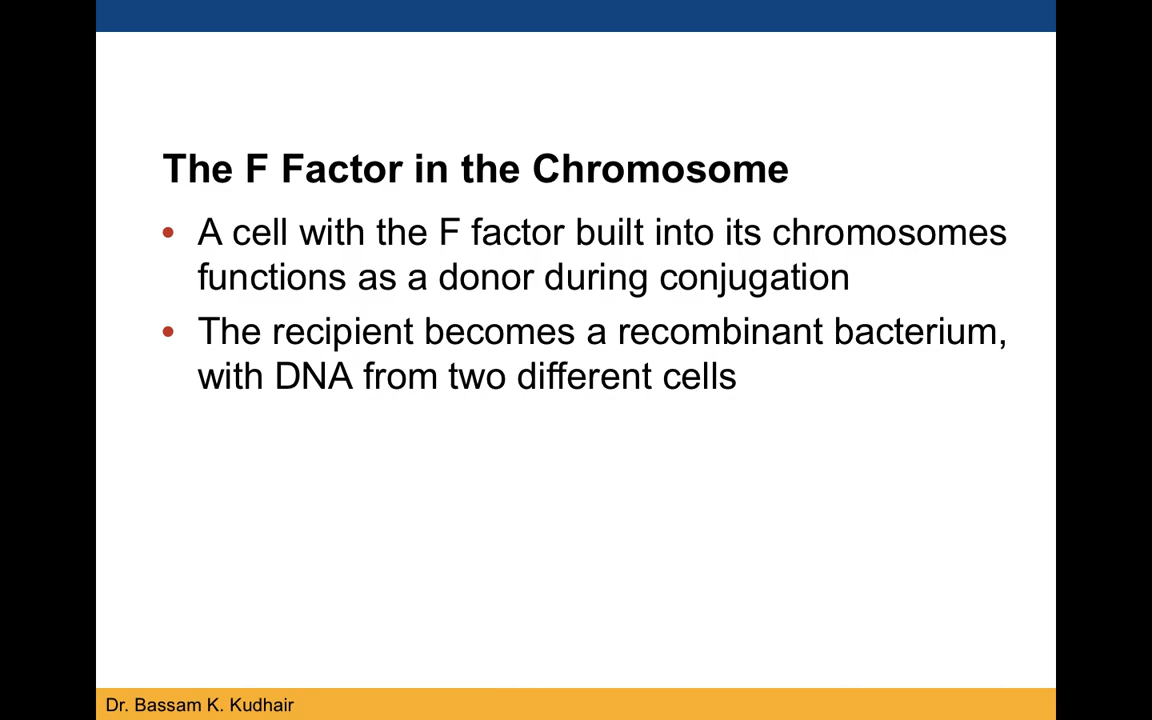 The F Factor in the Chromosome
• A cell with the F factor built into its chromosomes
functions as a donor during conjugation
• The recipient becomes a recombinant bacterium,
with DNA from two different cells
Dr. Bassam K. Kudhair